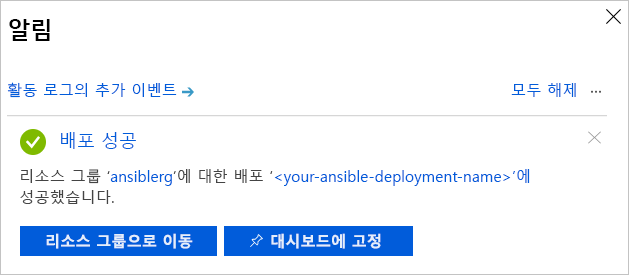 알림
활동 로그의 추가 이벤트 →
모두 해제 ...
배포 성공
리소스 그룹 ‘ansiblerg’에 대한 배포 ‘<your-ansible-deployment-name>’에
성공했습니다.
리소스 그룹으로 이동
대시보드에 고정